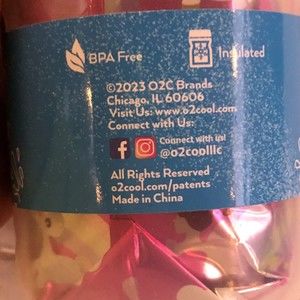 BPA Free
Insulated
©2023 O2C Brands
Chicago, IL 60606
Visit Us: www.o2cool.com
Connect with Us:
Connect with us!
@o2coolllc
All Rights Reserved
o2cool.com/patents
Made in China